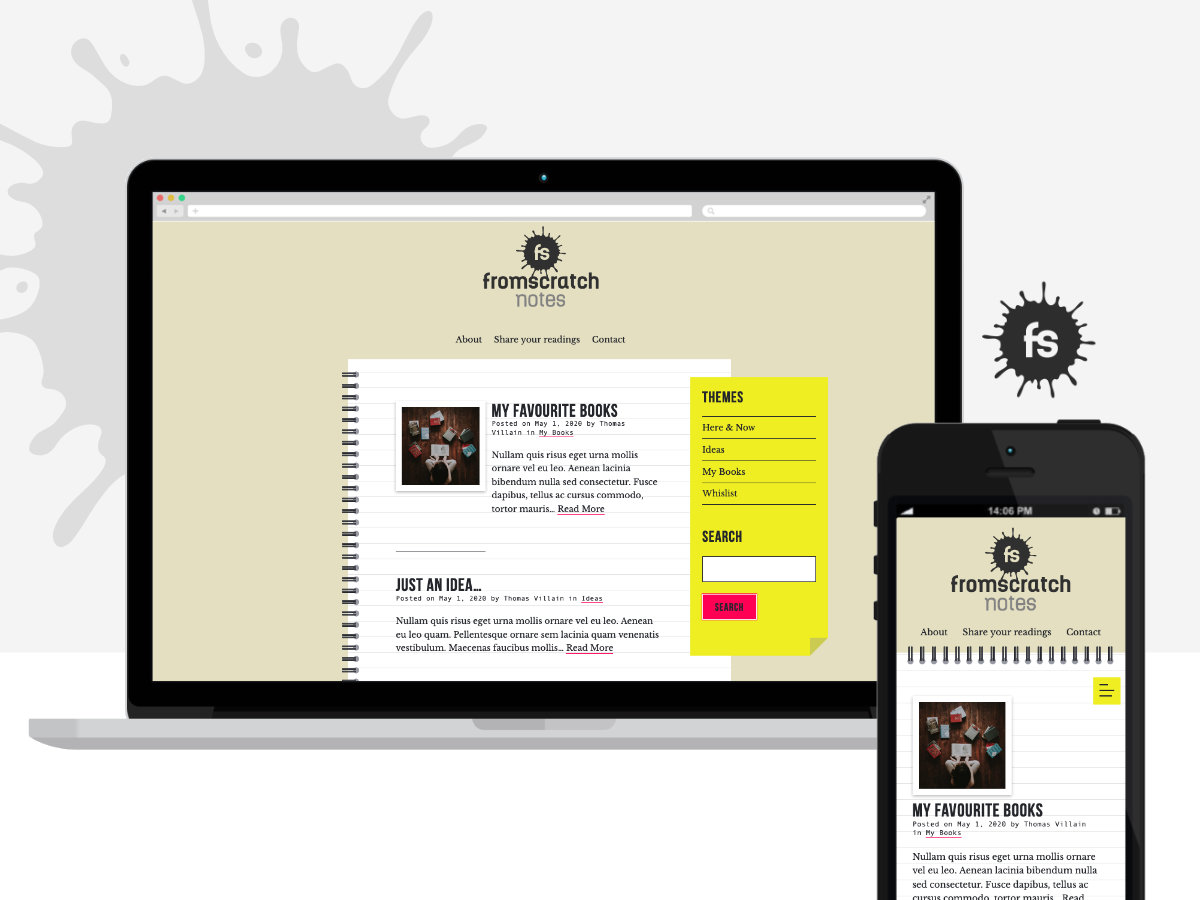 fs
fromscratch
notes
About Share your readings Contact
MY FAVOURITE BOOKS
Posted on May 1, 2020 by Thomas
Villain in My Books
Nullam quis risus eget urna mollis
ornare vel eu leo. Aenean lacinia
bibendum nulla sed consectetur. Fusce
dapibus, tellus ac cursus commodo,
tortor mauris… Read More
JUST AN IDEA…
Posted on May 1, 2020 by Thomas Villain in Ideas
Nullam quis risus eget urna mollis ornare vel eu leo. Aenean
eu leo quam. Pellentesque ornare sem lacinia quam venenatis
vestibulum. Maecenas faucibus mollis… Read More
THEMES
Here & Now
Ideas
My Books
Whislist
SEARCH
SEARCH
fs
14:06 PM
fs
fromscratch
notes
About Share your readings Contact
MY FAVOURITE BOOKS
Posted on May 1, 2020 by Thomas Villain
in My Books
Nullam quis risus eget urna mollis ornare
vel eu leo. Aenean lacinia bibendum nulla
sed consectetur. Fusce dapibus, tellus ac
cursus commodo, tortor mauris… Read